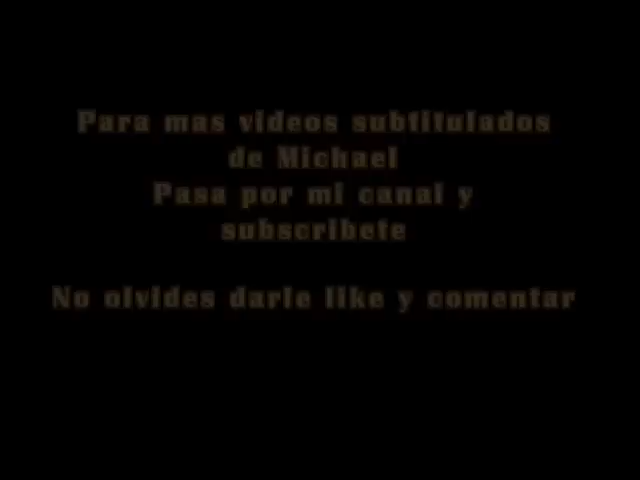 Para mas videos subtitulados
de Michael
Pasa por mi canal y
subscribete
No olvides darle like y comentar